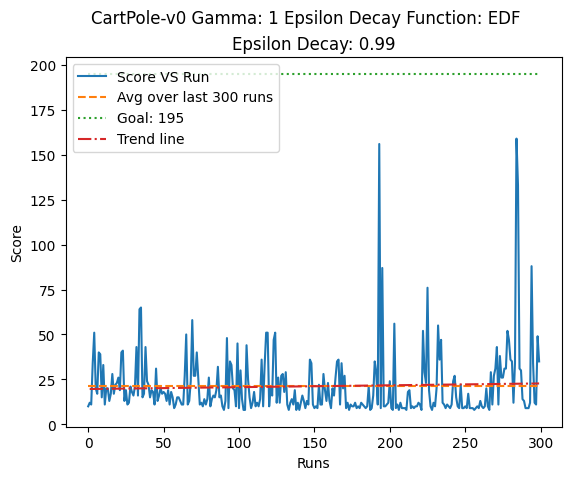 CartPole-v0 Gamma: 1 Epsilon Decay Function: EDF
Epsilon Decay: 0.99
200
175
150
125
100
75
50
25
0
Score
Score VS Run
Avg over last 300 runs
Goal: 195
Trend line
0 50 100 150 200 250 300
Runs